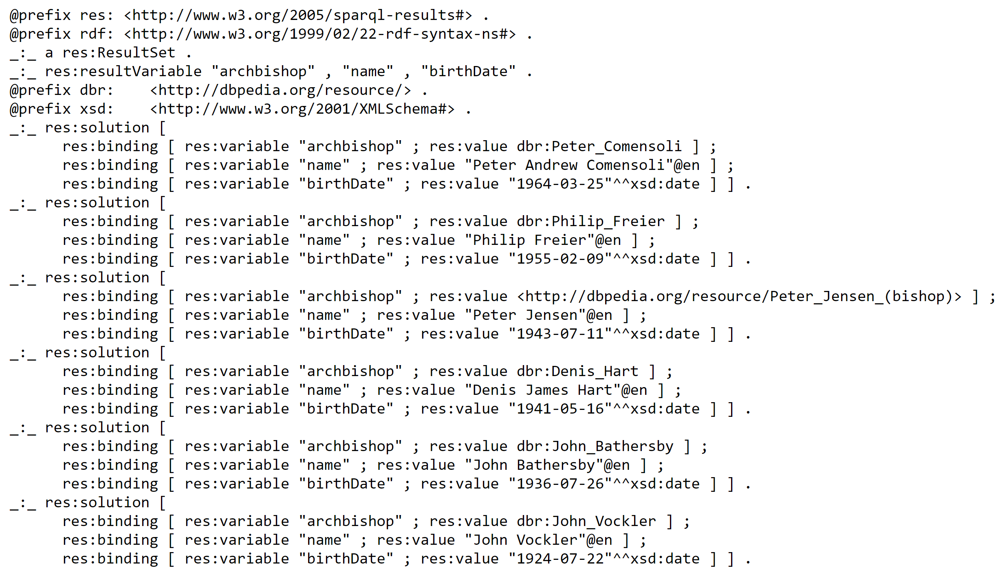 @prefix res: <http://www.w3.org/2005/sparql-results#> .
@prefix rdf: <http://www.w3.org/1999/02/22-rdf-syntax-ns#> .
_:_ a res:ResultSet .
_:_ res:resultVariable "archbishop" , "name" , "birthDate" .
@prefix dbr:    <http://dbpedia.org/resource/> .
@prefix xsd:    <http://www.w3.org/2001/XMLSchema#> .
_:_ res:solution [
      res:binding [ res:variable "archbishop" ; res:value dbr:Peter_Comensoli ] ;
      res:binding [ res:variable "name" ; res:value "Peter Andrew Comensoli"@en ] ;
      res:binding [ res:variable "birthDate" ; res:value "1964-03-25"^^xsd:date ] ] .
_:_ res:solution [
      res:binding [ res:variable "archbishop" ; res:value dbr:Philip_Freier ] ;
      res:binding [ res:variable "name" ; res:value "Philip Freier"@en ] ;
      res:binding [ res:variable "birthDate" ; res:value "1955-02-09"^^xsd:date ] ] .
_:_ res:solution [
      res:binding [ res:variable "archbishop" ; res:value <http://dbpedia.org/resource/Peter_Jensen_(bishop)> ] ;
      res:binding [ res:variable "name" ; res:value "Peter Jensen"@en ] ;
      res:binding [ res:variable "birthDate" ; res:value "1943-07-11"^^xsd:date ] ] .
_:_ res:solution [
      res:binding [ res:variable "archbishop" ; res:value dbr:Denis_Hart ] ;
      res:binding [ res:variable "name" ; res:value "Denis James Hart"@en ] ;
      res:binding [ res:variable "birthDate" ; res:value "1941-05-16"^^xsd:date ] ] .
_:_ res:solution [
      res:binding [ res:variable "archbishop" ; res:value dbr:John_Bathersby ] ;
      res:binding [ res:variable "name" ; res:value "John Bathersby"@en ] ;
      res:binding [ res:variable "birthDate" ; res:value "1936-07-26"^^xsd:date ] ] .
_:_ res:solution [
      res:binding [ res:variable "archbishop" ; res:value dbr:John_Vockler ] ;
      res:binding [ res:variable "name" ; res:value "John Vockler"@en ] ;
      res:binding [ res:variable "birthDate" ; res:value "1924-07-22"^^xsd:date ] ] .